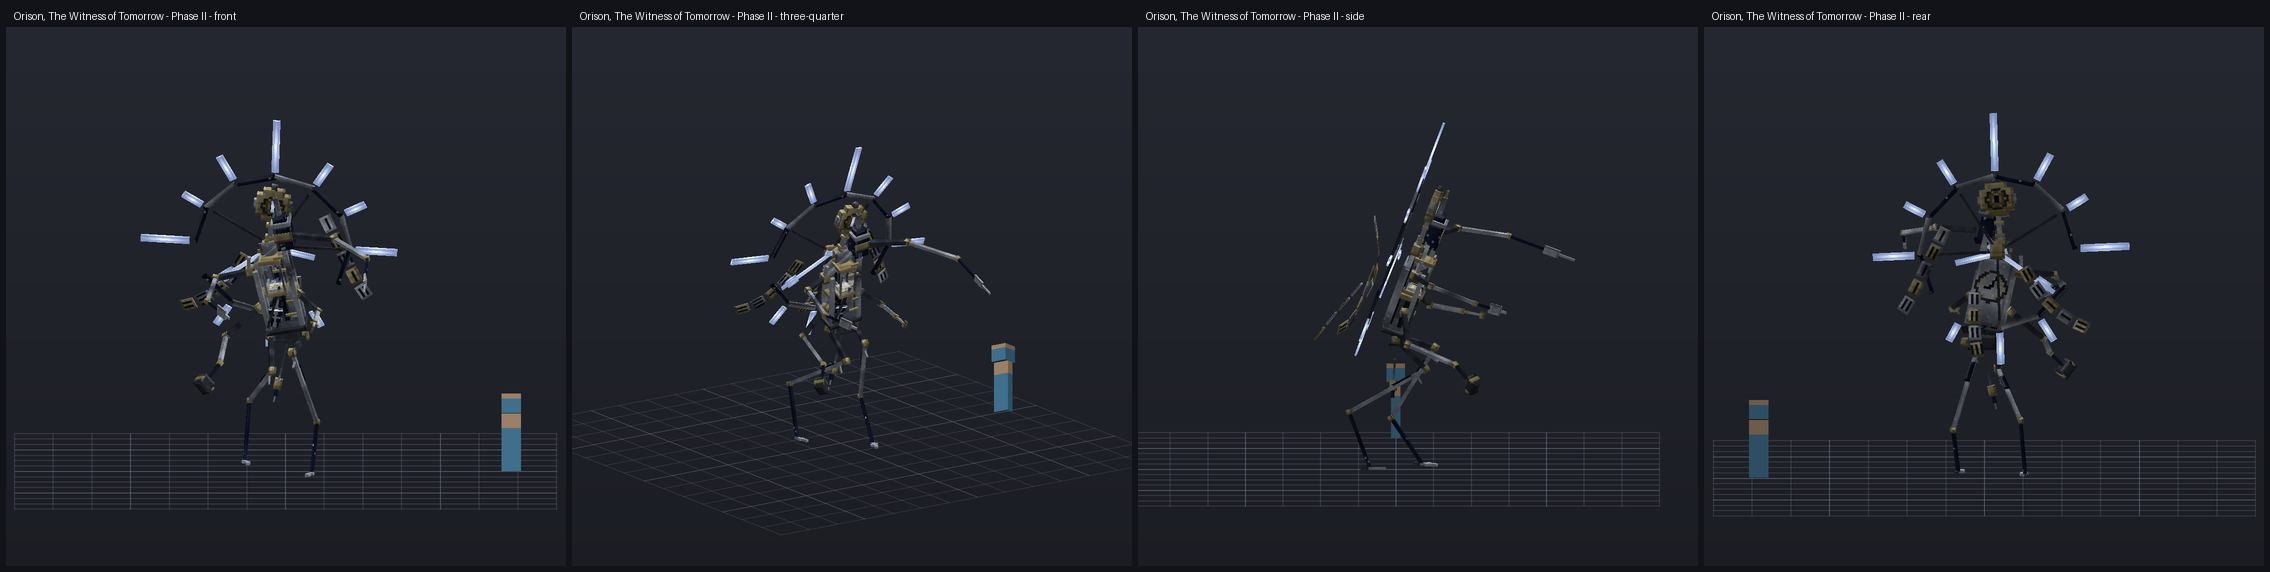 Orison, The Witness of Tomorrow - Phase II - front
Orison, The Witness of Tomorrow - Phase II - three-quarter
Orison, The Witness of Tomorrow - Phase II - side
Orison, The Witness of Tomorrow - Phase II - rear